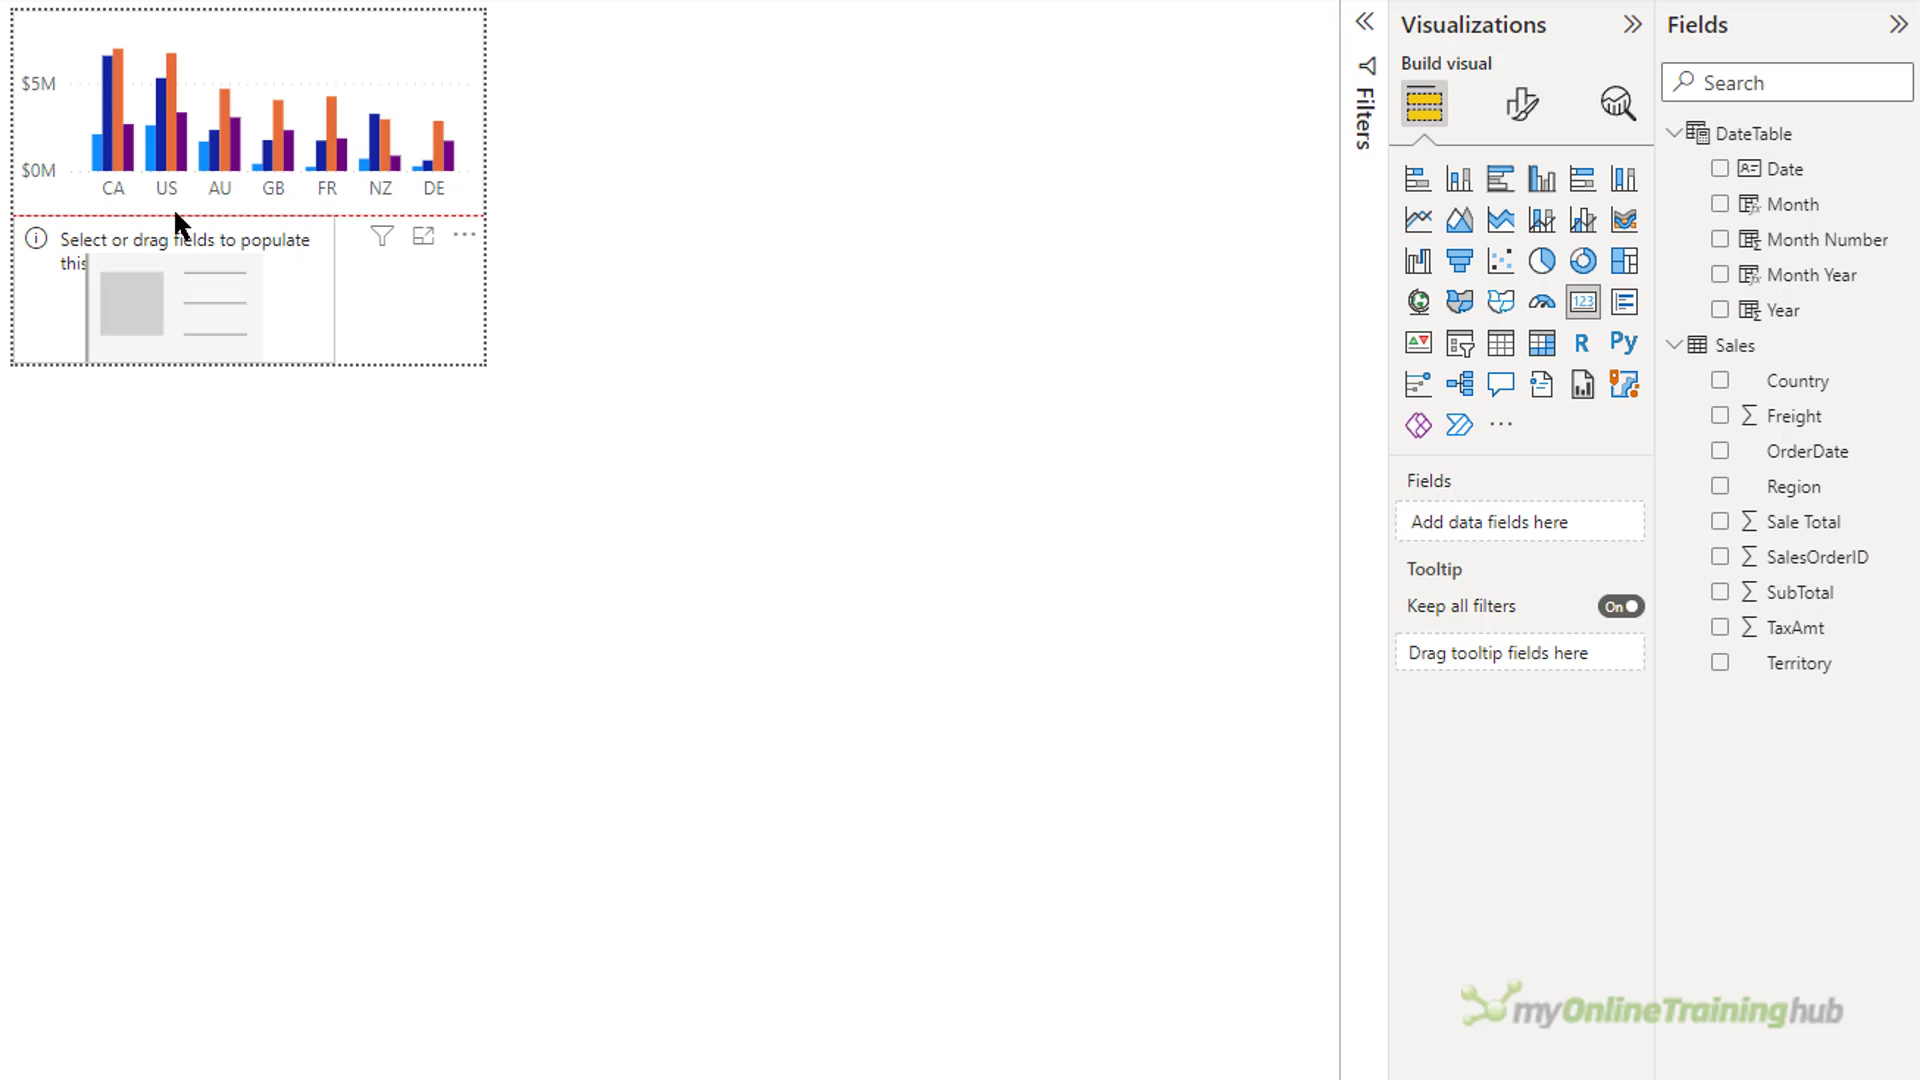 $5M
$0M
CA US AU GB FR NZ DE
Select or drag fields to populate
this
Filters
Visualizations
Build visual
123
R
Py
Fields
Add data fields here
Tooltip
Keep all filters
On
Drag tooltip fields here
Fields
Search
DateTable
Date
Month
Month Number
Month Year
Year
Sales
Country
Freight
OrderDate
Region
Sale Total
SalesOrderID
SubTotal
TaxAmt
Territory
myOnlineTraininghub